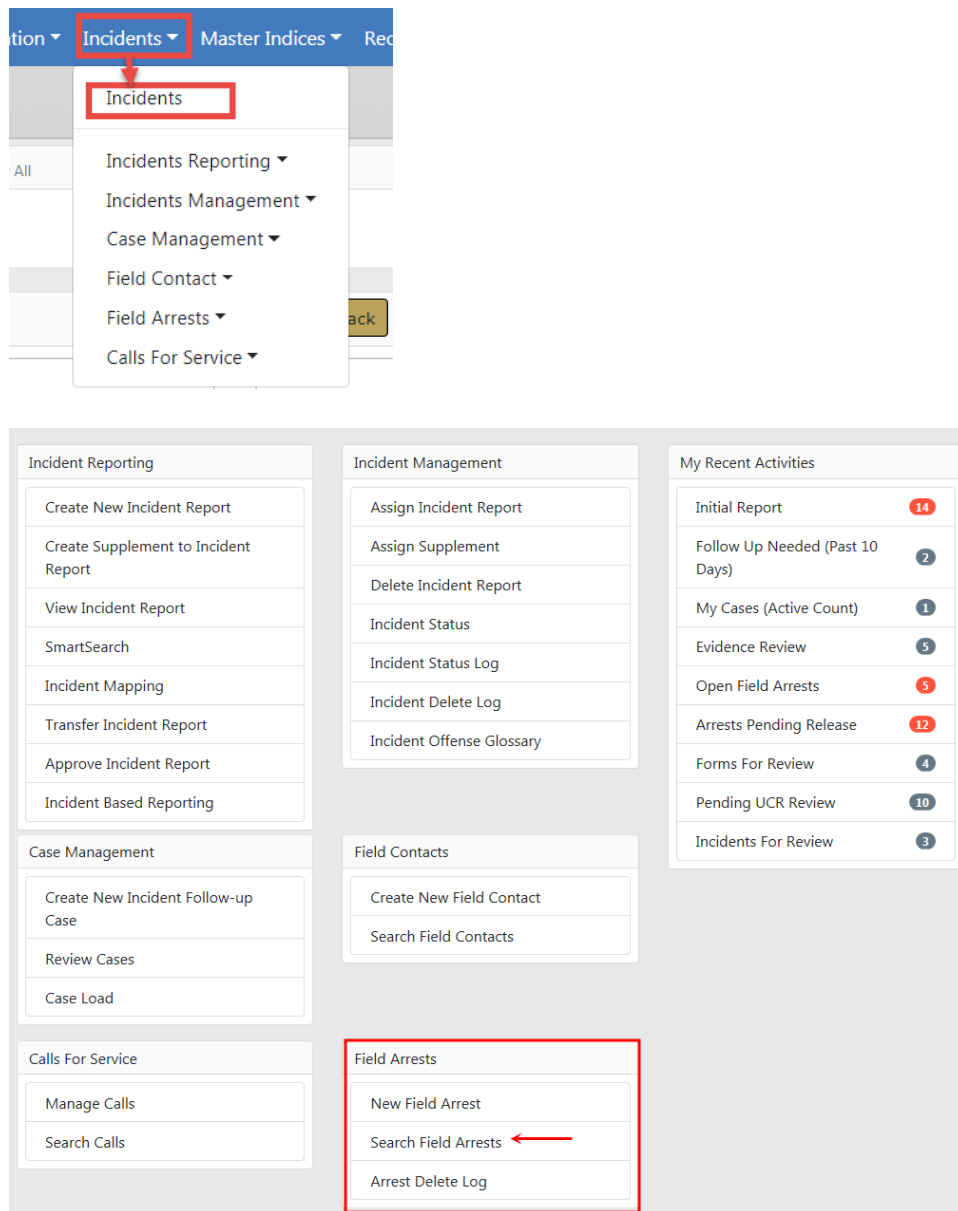 Incidents
Master Indices
Incidents
All
Incidents Reporting
Incidents Management
Case Management
Field Contact
Field Arrests
Calls For Service
Incident Reporting
Create New Incident Report
Create Supplement to Incident
Report
View Incident Report
SmartSearch
Incident Mapping
Transfer Incident Report
Approve Incident Report
Incident Based Reporting
Incident Management
Assign Incident Report
Assign Supplement
Delete Incident Report
Incident Status
Incident Status Log
Incident Delete Log
Incident Offense Glossary
My Recent Activities
Initial Report 14
Follow Up Needed (Past 10
Days) 2
My Cases (Active Count) 1
Evidence Review 5
Open Field Arrests 5
Arrests Pending Release 12
Forms For Review 4
Pending UCR Review 10
Incidents For Review 3
Case Management
Create New Incident Follow-up
Case
Review Cases
Case Load
Field Contacts
Create New Field Contact
Search Field Contacts
Calls For Service
Manage Calls
Search Calls
Field Arrests
New Field Arrest
Search Field Arrests
Arrest Delete Log